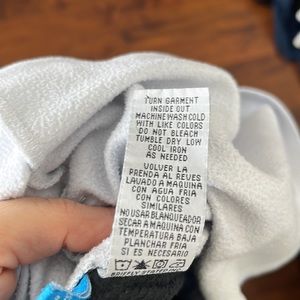 TURN GARMENT
INSIDE OUT
MACHINE WASH COLD
WITH LIKE COLORS
DO NOT BLEACH
TUMBLE DRY LOW
COOL IRON
AS NEEDED
VOLVER LA
PRENDA AL REVES
LAVADO A MAQUINA
CON AGUA FRIA
CON COLORES
SIMILARES
NO USAR BLANQUEADOR
SECAR A MAQUINA CON
TEMPERATURA BAJA
PLANCHAR FRIA
SI ES NECESARIO